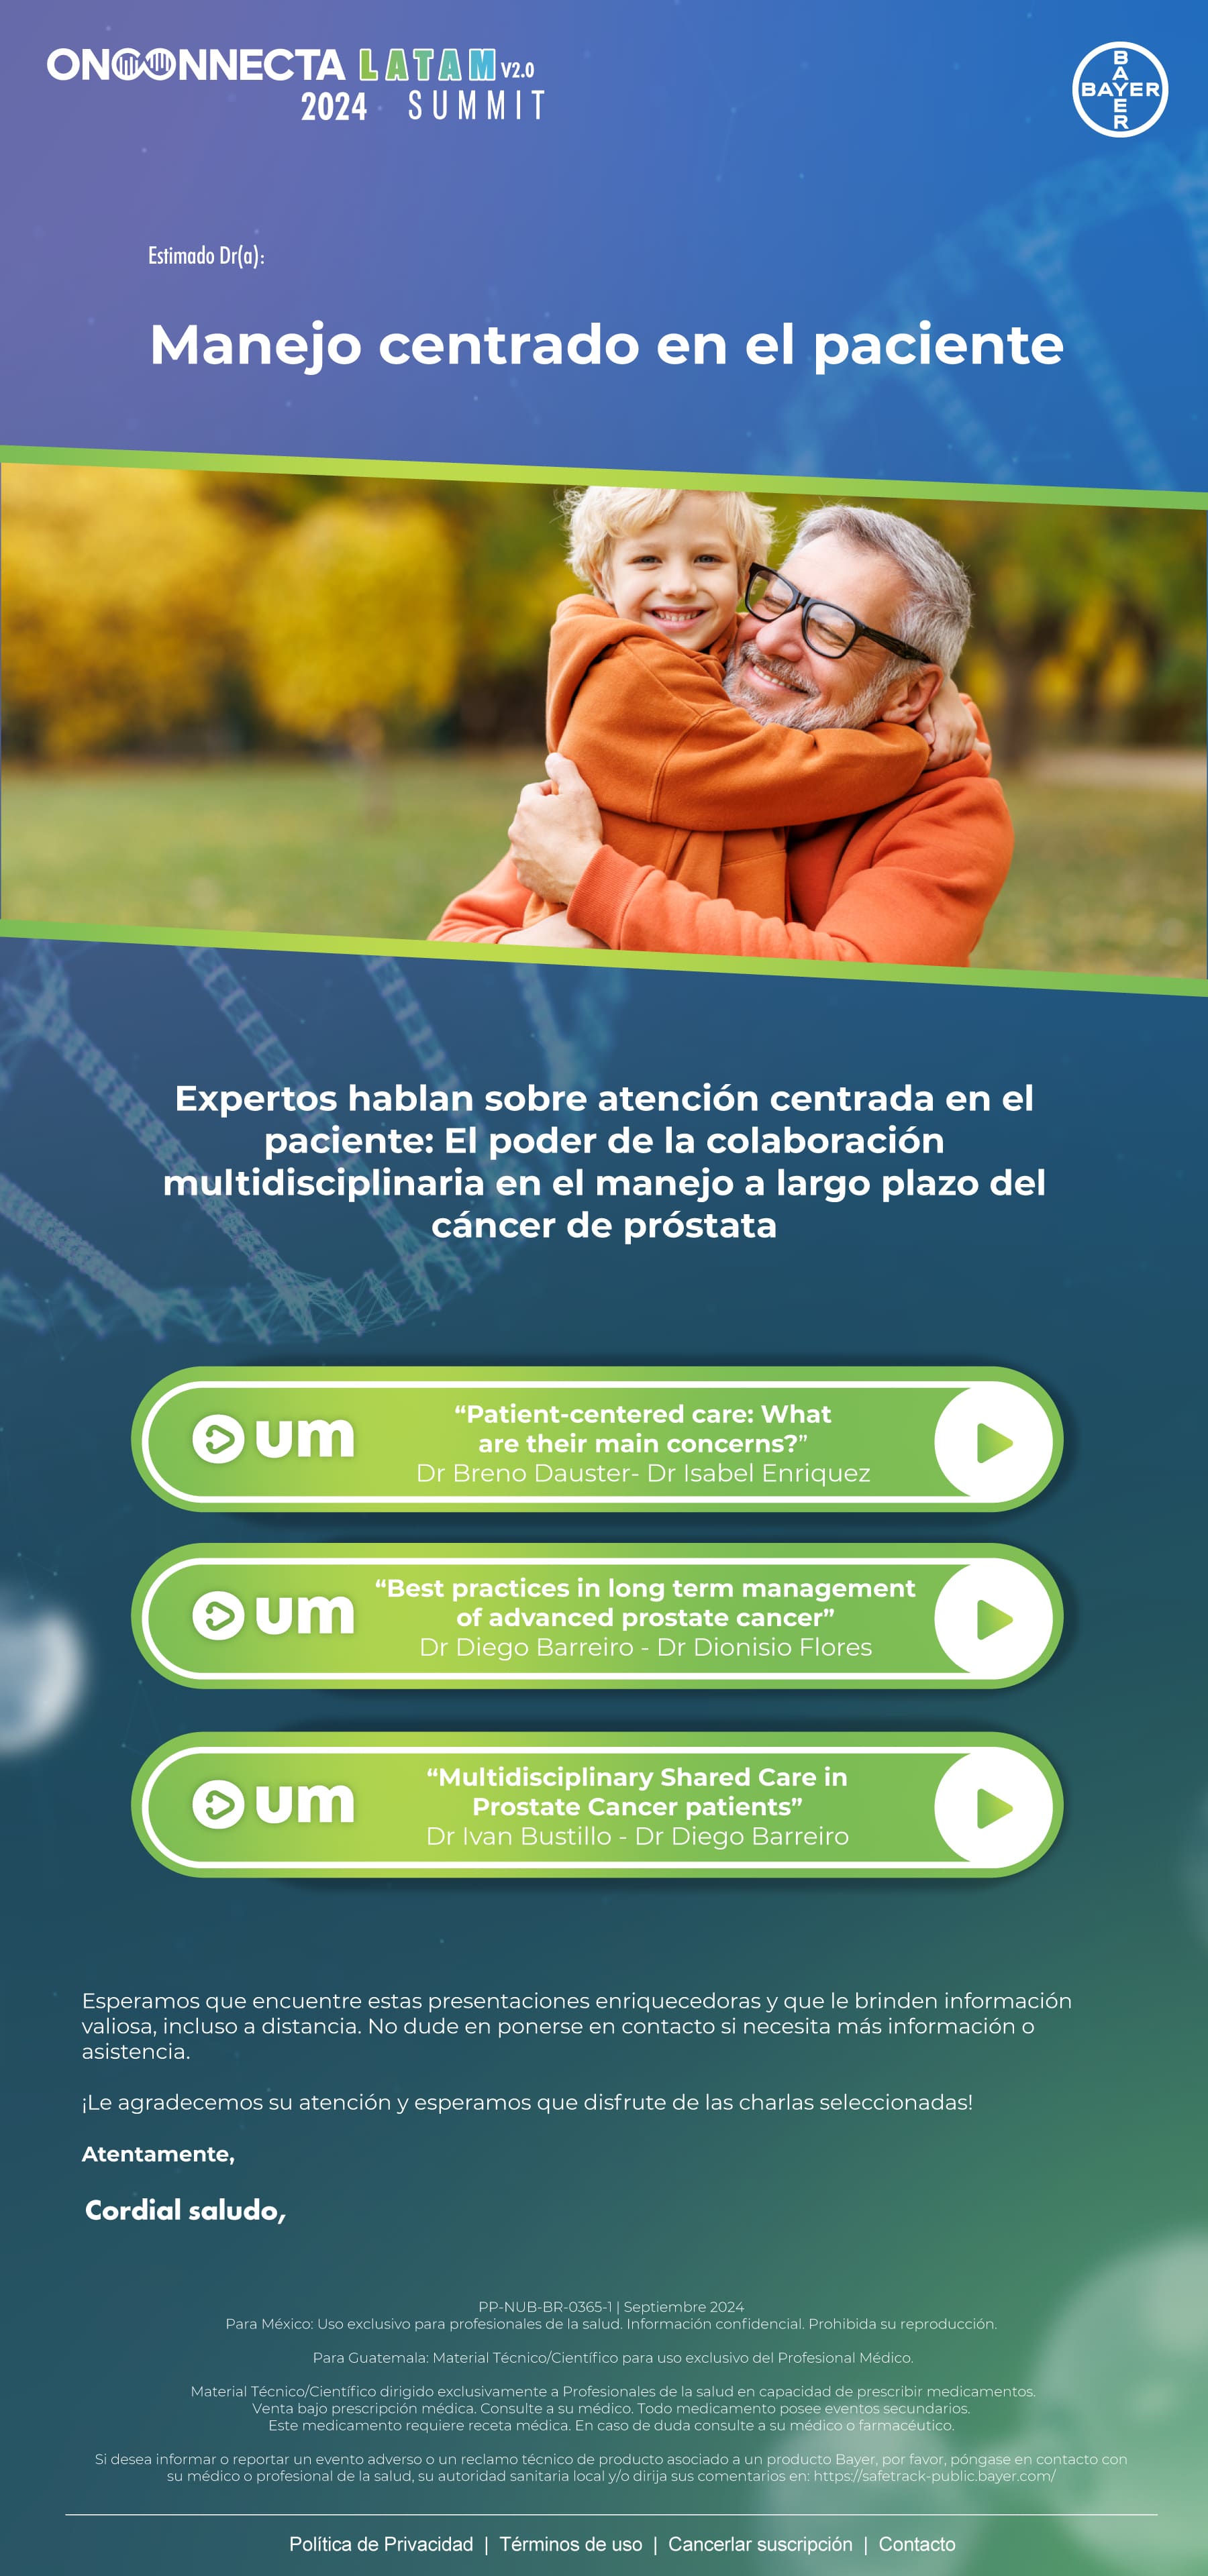 ONCONNECTA LATAM V2.0
2024 SUMMIT
BAYER
BAYER
Estimado Dr(a):
Manejo centrado en el paciente
Expertos hablan sobre atención centrada en el
paciente: El poder de la colaboración
multidisciplinaria en el manejo a largo plazo del
cáncer de próstata
um
“Patient-centered care: What
are their main concerns?”
Dr Breno Dauster- Dr Isabel Enriquez
um
“Best practices in long term management
of advanced prostate cancer”
Dr Diego Barreiro - Dr Dionisio Flores
um
“Multidisciplinary Shared Care in
Prostate Cancer patients”
Dr Ivan Bustillo - Dr Diego Barreiro
Esperamos que encuentre estas presentaciones enriquecedoras y que le brinden información
valiosa, incluso a distancia. No dude en ponerse en contacto si necesita más información o
asistencia.
¡Le agradecemos su atención y esperamos que disfrute de las charlas seleccionadas!
Atentamente,
Cordial saludo,
PP-NUB-BR-0365-1 | Septiembre 2024
Para México: Uso exclusivo para profesionales de la salud. Información confidencial. Prohibida su reproducción.
Para Guatemala: Material Técnico/Científico para uso exclusivo del Profesional Médico.
Material Técnico/Científico dirigido exclusivamente a Profesionales de la salud en capacidad de prescribir medicamentos.
Venta bajo prescripción médica. Consulte a su médico. Todo medicamento posee eventos secundarios.
Este medicamento requiere receta médica. En caso de duda consulte a su médico o farmacéutico.
Si desea informar o reportar un evento adverso o un reclamo técnico de producto asociado a un producto Bayer, por favor, póngase en contacto con
su médico o profesional de la salud, su autoridad sanitaria local y/o dirija sus comentarios en: https://safetrack-public.bayer.com/
Política de Privacidad | Términos de uso | Cancerlar suscripción | Contacto